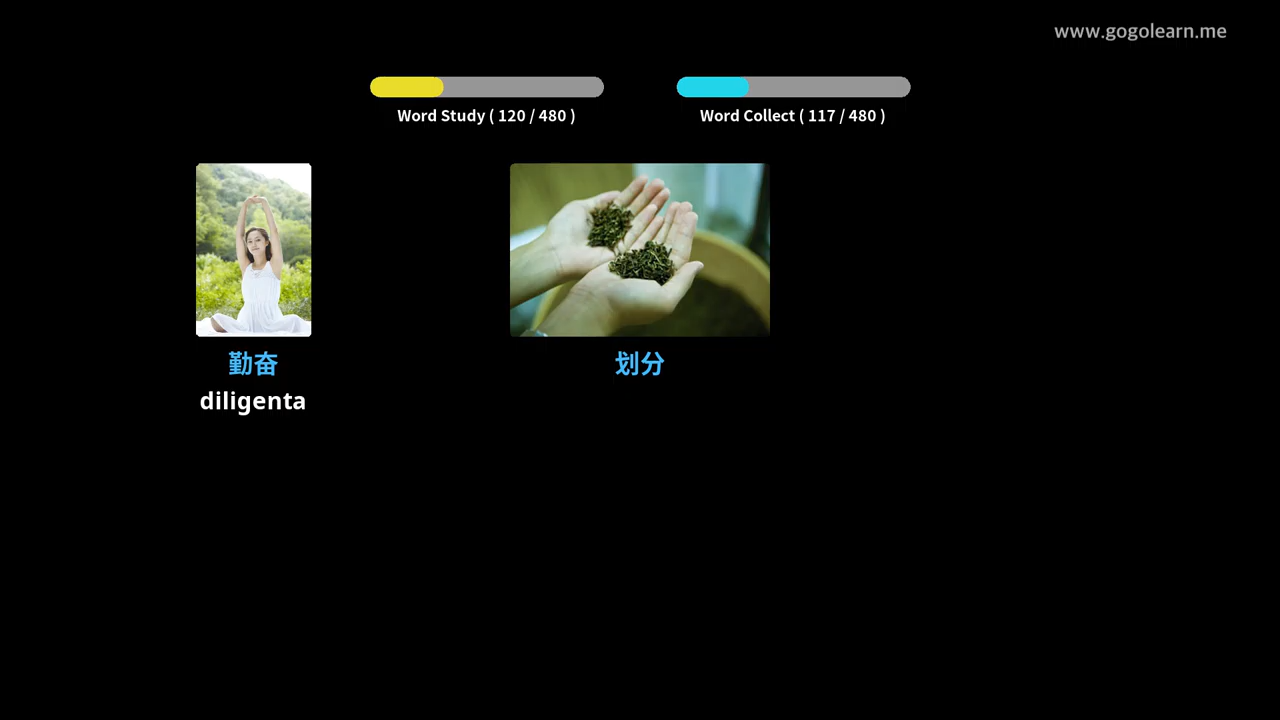 www.gogolearn.me
Word Study ( 120 / 480 )
Word Collect ( 117 / 480 )
勤奋
划分
diligenta